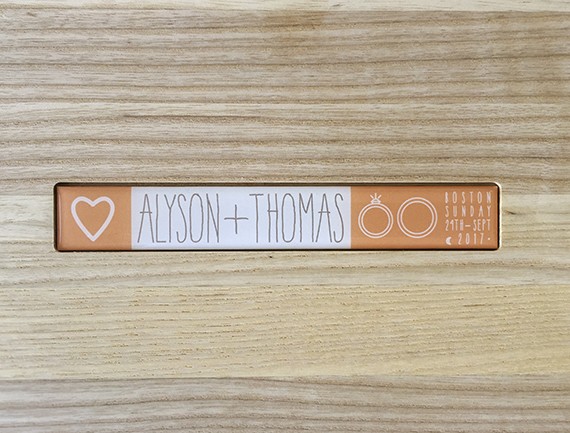 ALYSON+THOMAS
BOSTON
SUNDAY
24TH-SEPT
2017